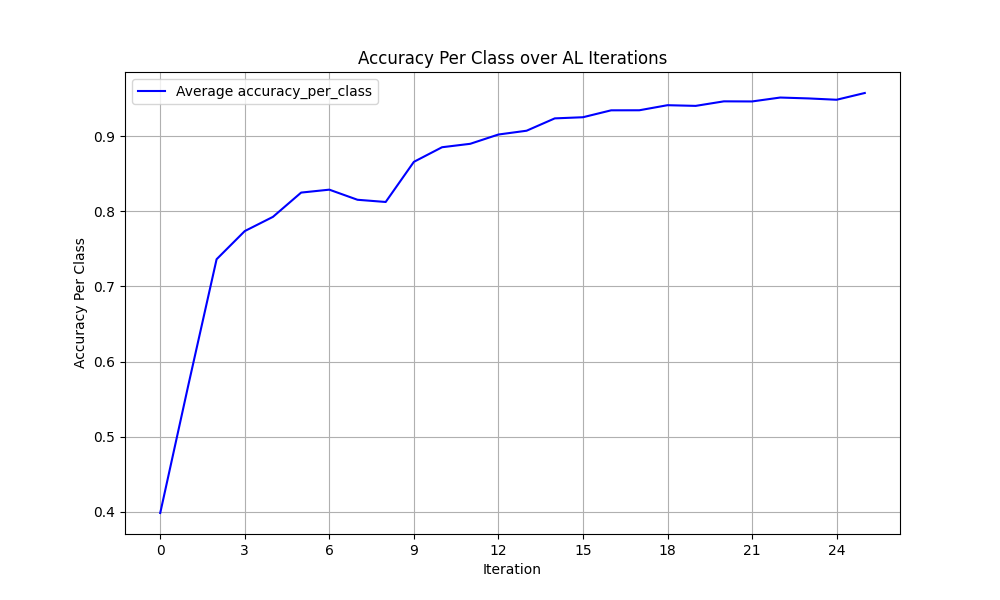 Accuracy Per Class over AL Iterations
Average accuracy_per_class
Accuracy Per Class
0.9
0.8
0.7
0.6
0.5
0.4
0 3 6 9 12 15 18 21 24
Iteration